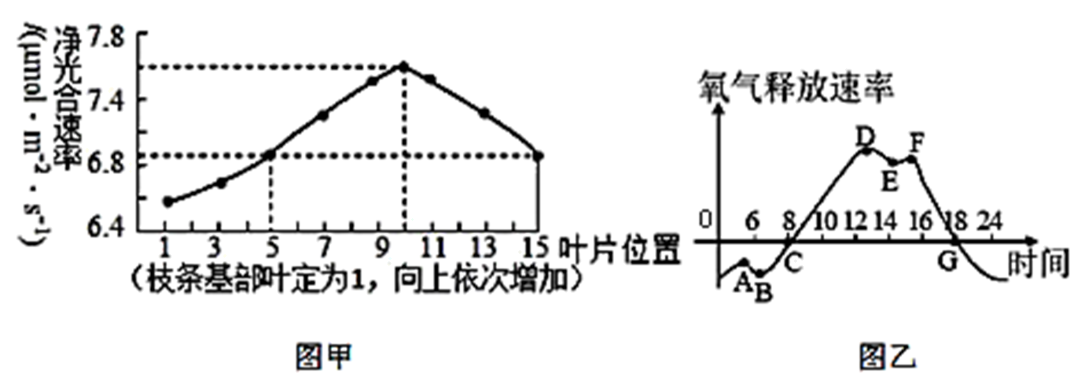 净光合速率
/(μmol·m⁻²·s⁻¹)
7.8
7.4
6.8
6.4
1 3 5 7 9 11 13 15 叶片位置
(枝条基部叶定为1,向上依次增加)
图甲
氧气释放速率
D F
E
0 6 8 10 12 14 16 18 24
A B C G 时间
图乙